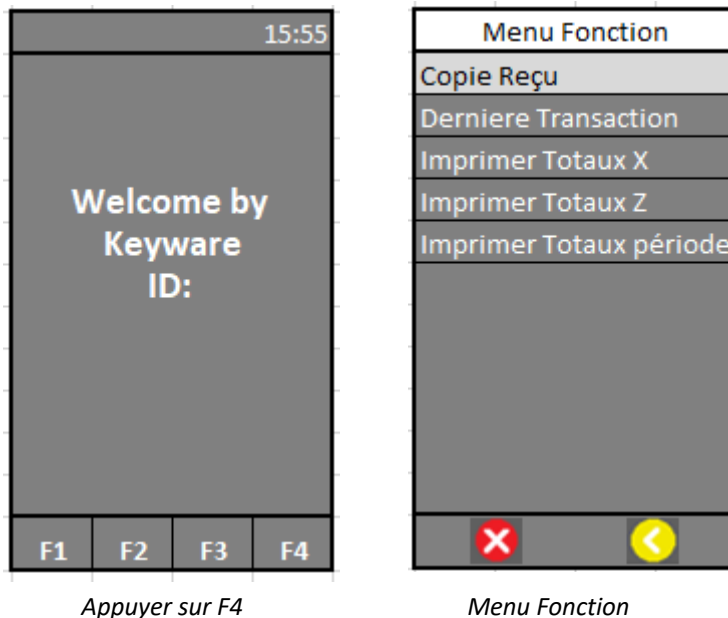 15:55
Welcome by
Keyware
ID:
F1 F2 F3 F4
Appuyer sur F4
Menu Fonction
Copie Reçu
Derniere Transaction
Imprimer Totaux X
Imprimer Totaux Z
Imprimer Totaux période
Menu Fonction